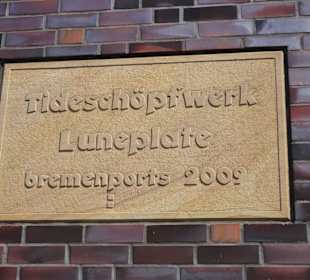 Tideschöpfwerk
Luneplate
bremenports 2009